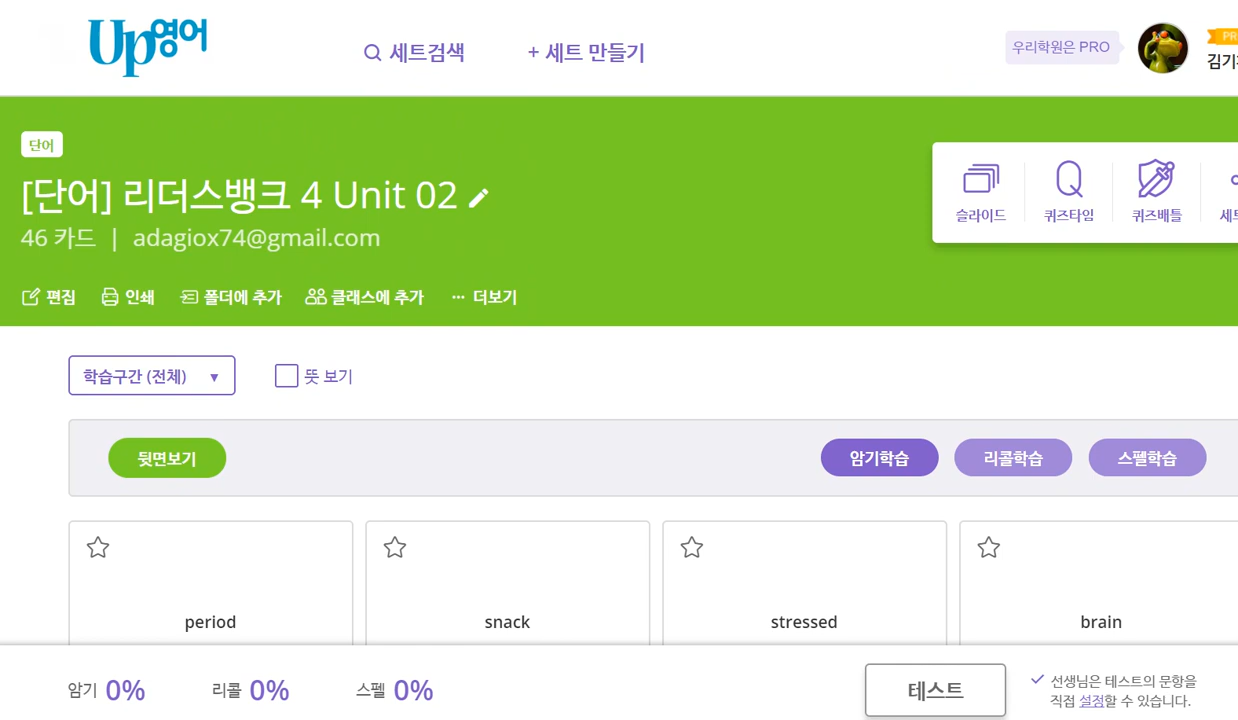 Up영어
세트검색
+ 세트 만들기
우리학원은 PRO
단어
[단어] 리더스뱅크 4 Unit 02
46 카드 | adagiox74@gmail.com
슬라이드
퀴즈타임
퀴즈배틀
편집
인쇄
폴더에 추가
클래스에 추가
더보기
학습구간 (전체) ▼
뜻 보기
뒷면보기
암기학습
리콜학습
스펠학습
period
snack
stressed
brain
암기 0%
리콜 0%
스펠 0%
테스트
선생님은 테스트의 문항을
직접 설정할 수 있습니다.